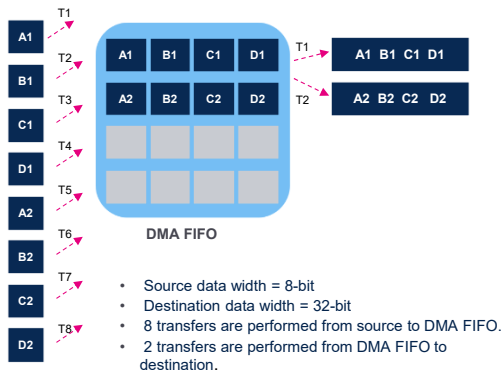 A1
T1
B1
T2
C1
T3
D1
T4
A2
T5
B2
T6
C2
T7
D2
T8
A1 B1 C1 D1
A2 B2 C2 D2
DMA FIFO
T1
A1 B1 C1 D1
T2
A2 B2 C2 D2
• Source data width = 8-bit
• Destination data width = 32-bit
• 8 transfers are performed from source to DMA FIFO.
• 2 transfers are performed from DMA FIFO to
destination.